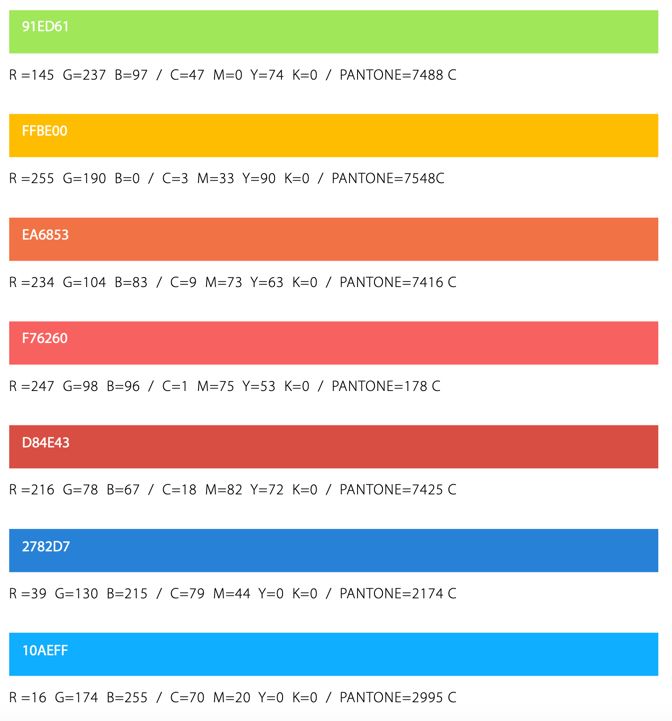 91ED61
R =145 G=237 B=97 / C=47 M=0 Y=74 K=0 / PANTONE=7488 C
FFBE00
R =255 G=190 B=0 / C=3 M=33 Y=90 K=0 / PANTONE=7548C
EA6853
R =234 G=104 B=83 / C=9 M=73 Y=63 K=0 / PANTONE=7416 C
F76260
R =247 G=98 B=96 / C=1 M=75 Y=53 K=0 / PANTONE=178 C
D84E43
R =216 G=78 B=67 / C=18 M=82 Y=72 K=0 / PANTONE=7425 C
2782D7
R =39 G=130 B=215 / C=79 M=44 Y=0 K=0 / PANTONE=2174 C
10AEFF
R =16 G=174 B=255 / C=70 M=20 Y=0 K=0 / PANTONE=2995 C